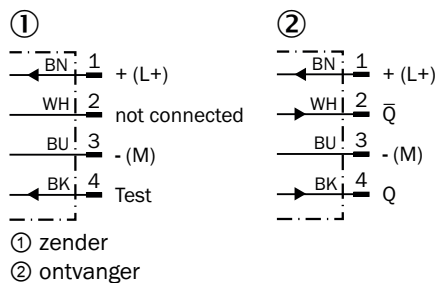 ①
BN 1 + (L+)
WH 2 not connected
BU 3 - (M)
BK 4 Test
②
BN 1 + (L+)
WH 2 Q̅
BU 3 - (M)
BK 4 Q
① zender
② ontvanger